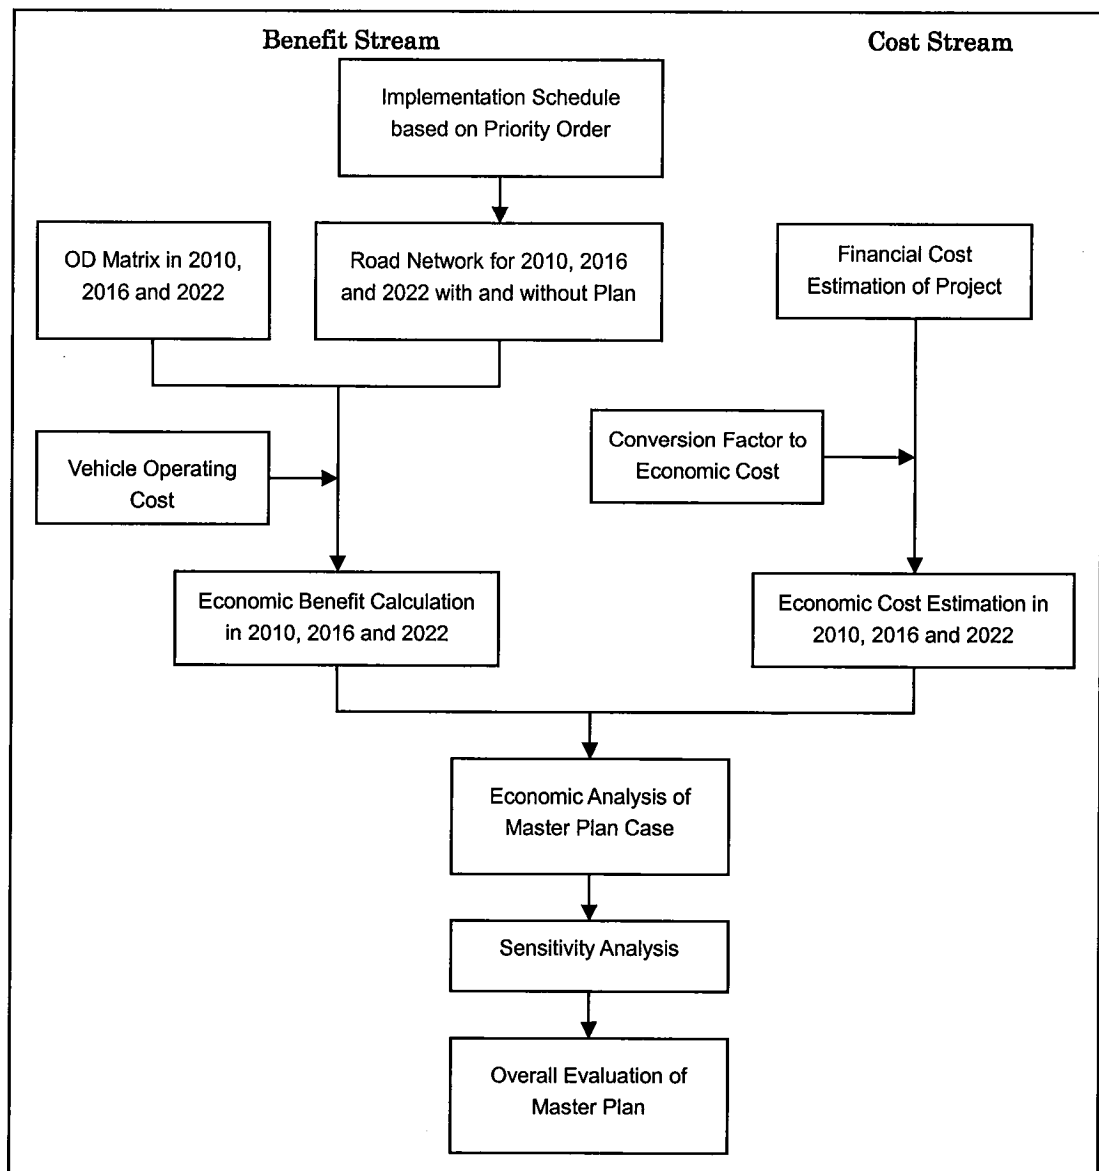 Benefit Stream
Cost Stream
Implementation Schedule
based on Priority Order
OD Matrix in 2010,
2016 and 2022
Road Network for 2010, 2016
and 2022 with and without Plan
Financial Cost
Estimation of Project
Vehicle Operating
Cost
Conversion Factor to
Economic Cost
Economic Benefit Calculation
in 2010, 2016 and 2022
Economic Cost Estimation in
2010, 2016 and 2022
Economic Analysis of
Master Plan Case
Sensitivity Analysis
Overall Evaluation of
Master Plan